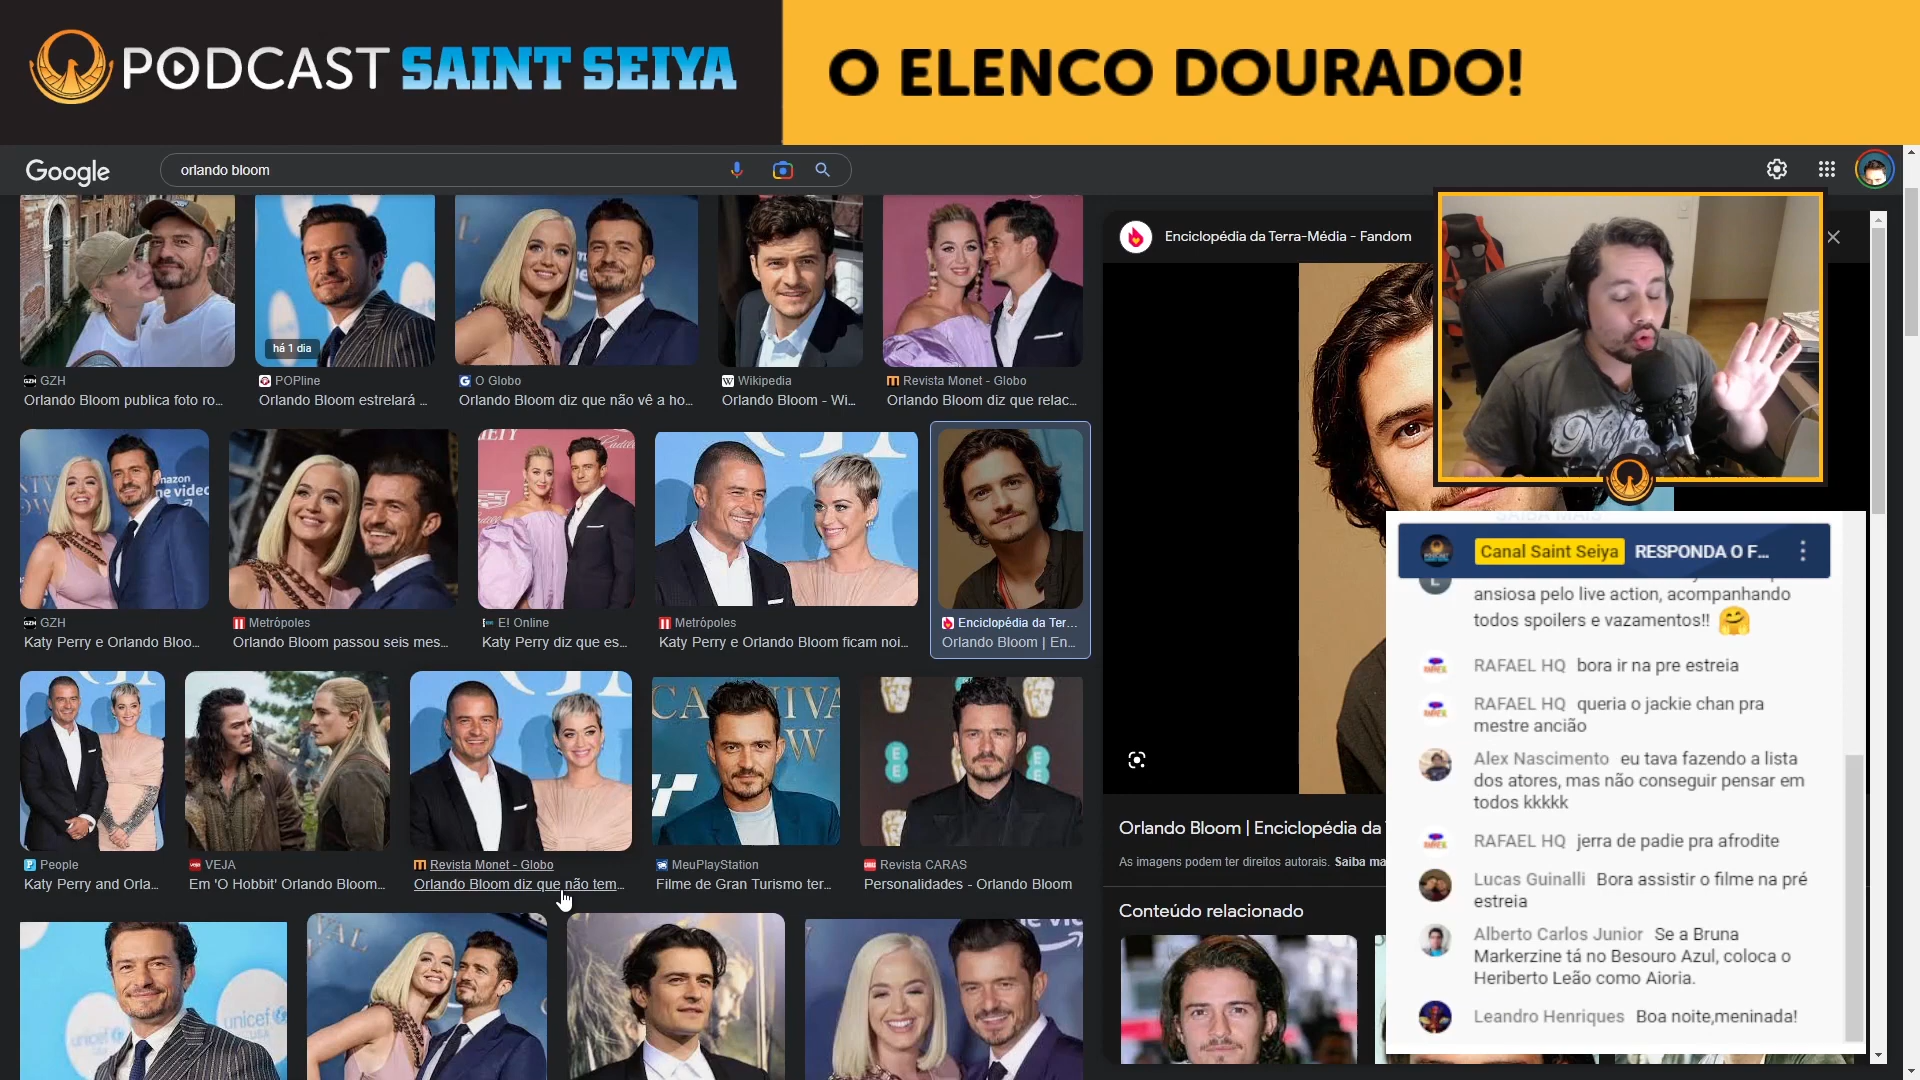 PODCAST SAINT SEIYA
O ELENCO DOURADO!
Google
orlando bloom
há 1 dia
GZH
Orlando Bloom publica foto ro...
POPline
Orlando Bloom estrelará ...
O Globo
Orlando Bloom diz que não vê a ho...
Wikipedia
Orlando Bloom - Wi...
Revista Monet - Globo
Orlando Bloom diz que relac...
GZH
Katy Perry e Orlando Bloo...
Metrópoles
Orlando Bloom passou seis mes...
E! Online
Katy Perry diz que es...
Metrópoles
Katy Perry e Orlando Bloom ficam noi...
Enciclopédia da Ter...
Orlando Bloom | En...
People
Katy Perry and Orla...
VEJA
Em 'O Hobbit' Orlando Bloom...
Revista Monet - Globo
Orlando Bloom diz que não tem...
MeuPlayStation
Filme de Gran Turismo ter...
Revista CARAS
Personalidades - Orlando Bloom
unicef
unicef
Enciclopédia da Terra-Média - Fandom
Orlando Bloom | Enciclopédia da
As imagens podem ter direitos autorais. Saiba ma
Conteúdo relacionado
SAIBA MAIS
Canal Saint Seiya RESPONDA O F...
ansiosa pelo live action, acompanhando
todos spoilers e vazamentos!!
RAFAEL HQ bora ir na pre estreia
RAFAEL HQ queria o jackie chan pra
mestre ancião
Alex Nascimento eu tava fazendo a lista
dos atores, mas não conseguir pensar em
todos kkkkk
RAFAEL HQ jerra de padie pra afrodite
Lucas Guinalli Bora assistir o filme na pré
estreia
Alberto Carlos Junior Se a Bruna
Markerzine tá no Besouro Azul, coloca o
Heriberto Leão como Aioria.
Leandro Henriques Boa noite,meninada!